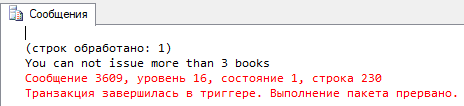 Сообщения
(строк обработано: 1)
You can not issue more than 3 books
Сообщение 3609, уровень 16, состояние 1, строка 230
Транзакция завершилась в триггере. Выполнение пакета прервано.